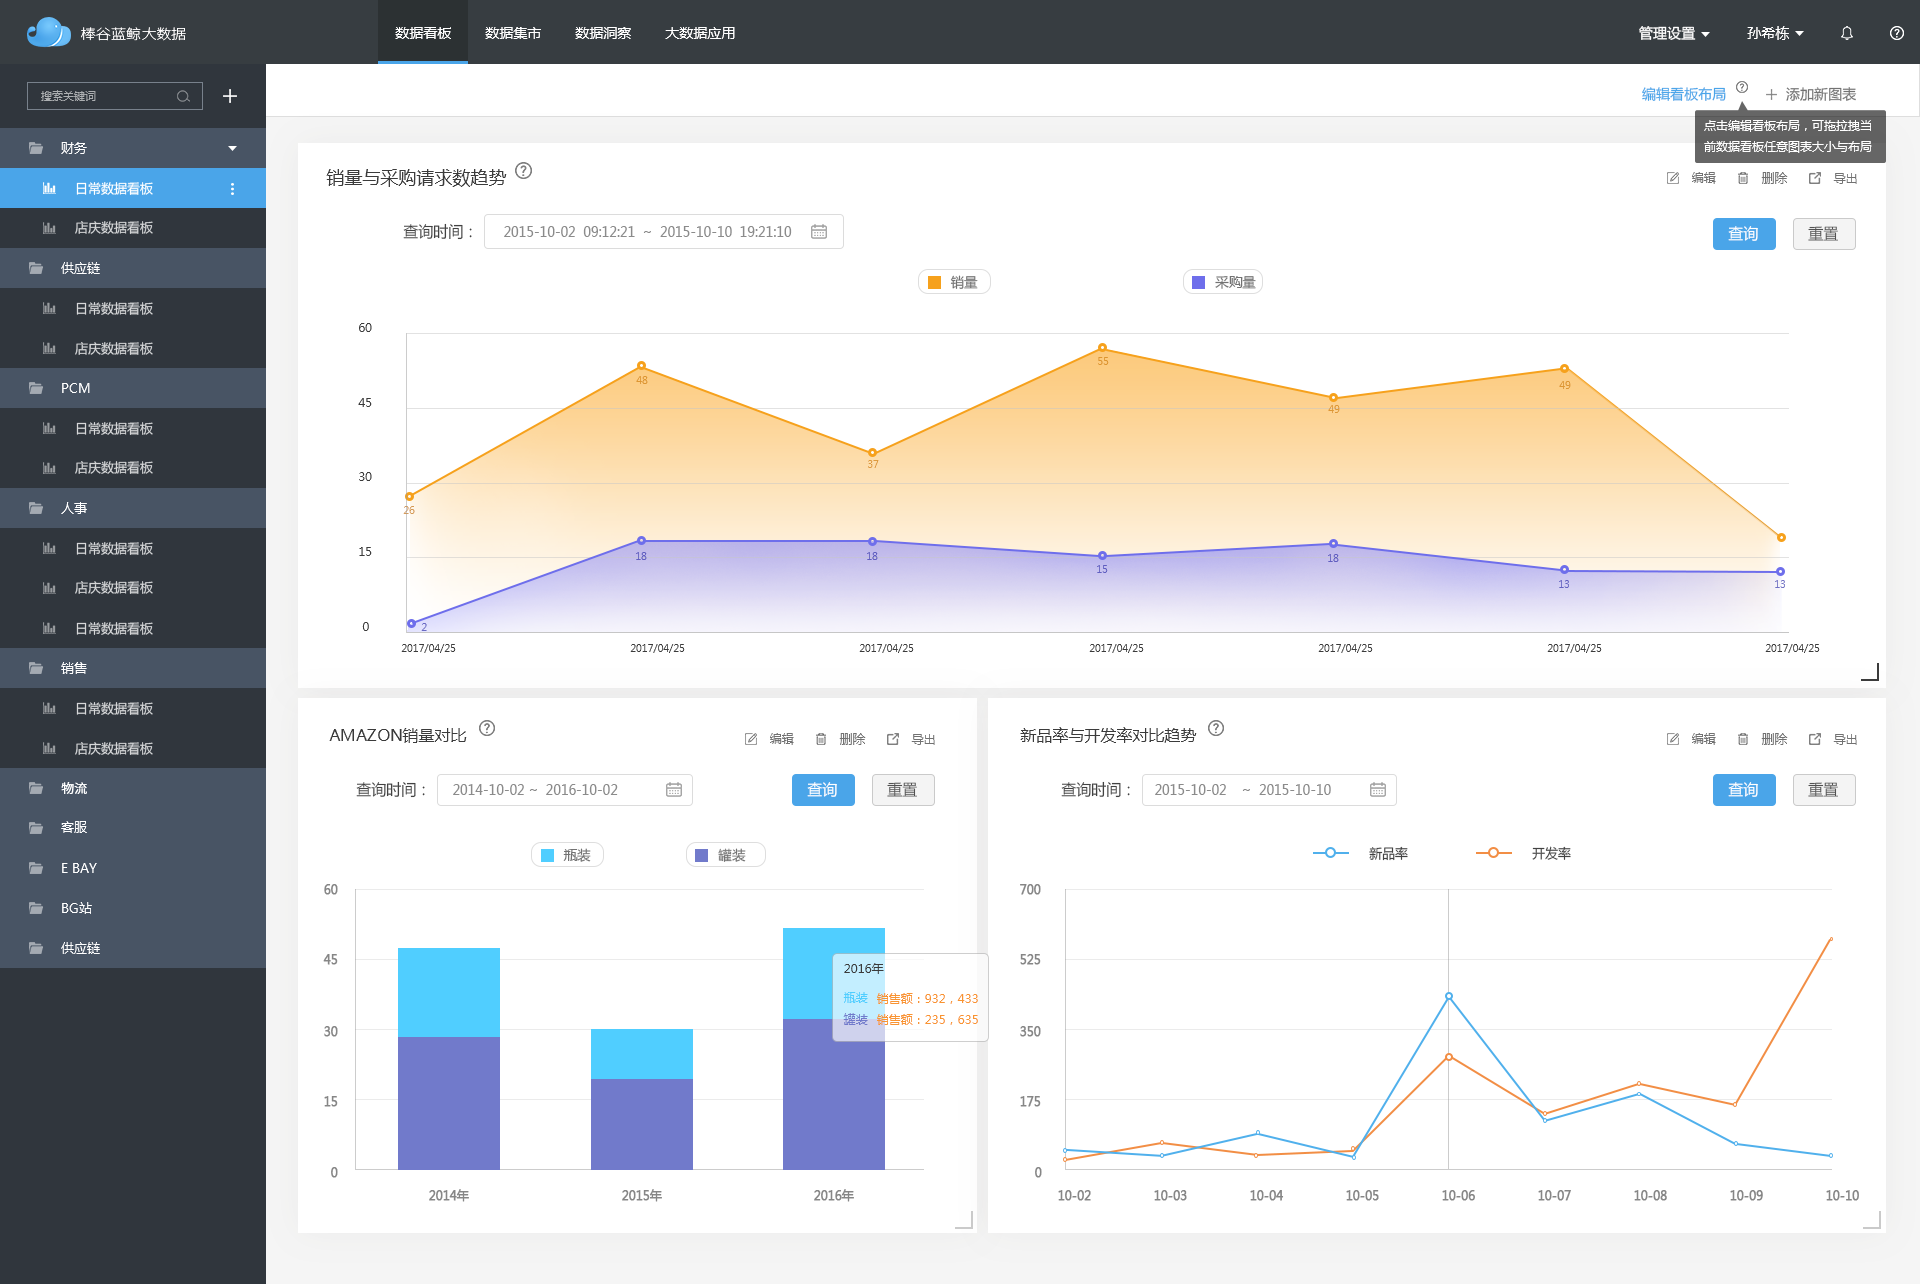 棒谷蓝鲸大数据
数据看板 数据集市 数据洞察 大数据应用
管理设置 孙希栋
搜索关键词
财务
日常数据看板
店庆数据看板
供应链
日常数据看板
店庆数据看板
PCM
日常数据看板
店庆数据看板
人事
日常数据看板
店庆数据看板
日常数据看板
销售
日常数据看板
店庆数据看板
物流
客服
E BAY
BG站
供应链
编辑看板布局 添加新图表
点击编辑看板布局，可拖拉拽当
前数据看板任意图表大小与布局
销量与采购请求数趋势
编辑 删除 导出
查询时间： 2015-10-02 09:12:21 ~ 2015-10-10 19:21:10
查询 重置
销量 采购量
60
45
30
15
0
26 48 37 55 49 49
2 18 18 15 18 13 13
2017/04/25 2017/04/25 2017/04/25 2017/04/25 2017/04/25 2017/04/25 2017/04/25
AMAZON销量对比
编辑 删除 导出
查询时间： 2014-10-02 ~ 2016-10-02
查询 重置
瓶装 罐装
60
45
30
15
0
2016年
瓶装 销售额：932，433
罐装 销售额：235，635
2014年 2015年 2016年
新品率与开发率对比趋势
编辑 删除 导出
查询时间： 2015-10-02 ~ 2015-10-10
查询 重置
新品率 开发率
700
525
350
175
0
10-02 10-03 10-04 10-05 10-06 10-07 10-08 10-09 10-10